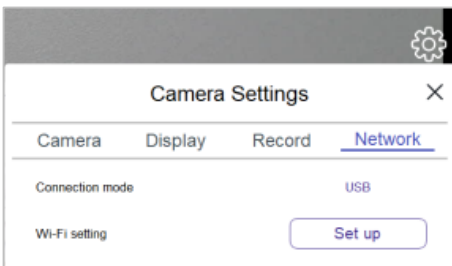 Camera Settings
Camera Display Record Network
Connection mode USB
Wi-Fi setting Set up